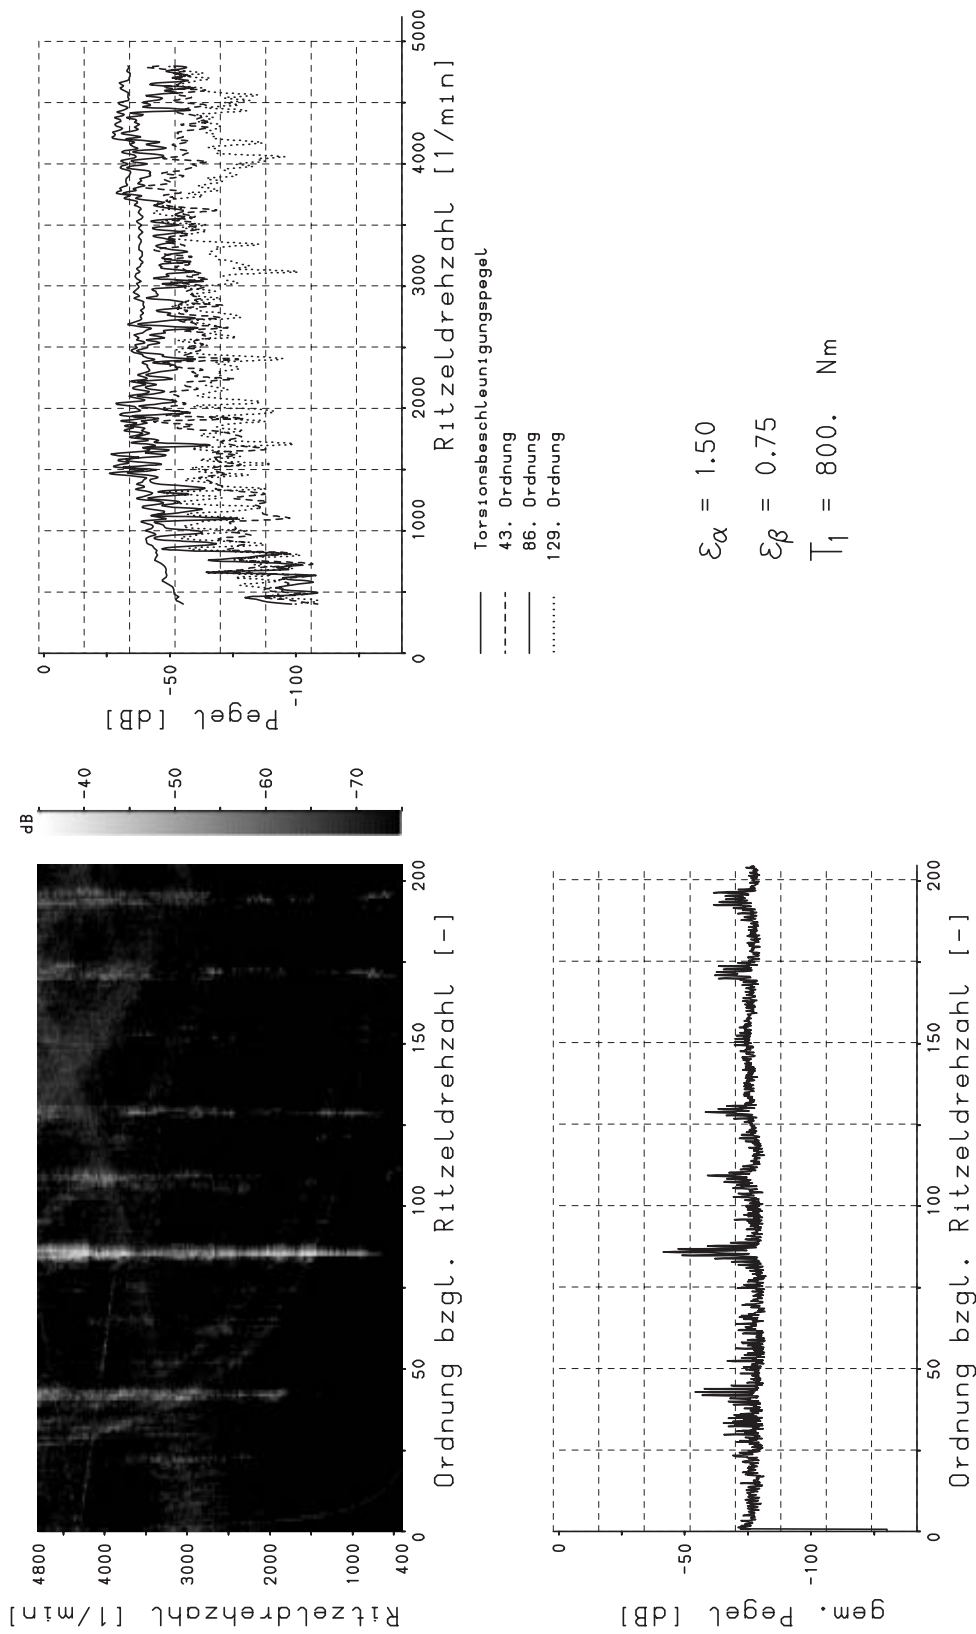 dB
-40
-50
-60
-70
4800
4000
3000
2000
1000
400
Ritzeldrehzahl [1/min]
0
50
100
150
200
Ordnung bzgl. Ritzeldrehzahl [-]
0
-50
-100
Pegel [dB]
0
1000
2000
3000
4000
5000
Ritzeldrehzahl [1/min]
Torsionsbeschleunigungspegel
43. Ordnung
86. Ordnung
129. Ordnung
0
-50
-100
gem. Pegel [dB]
0
50
100
150
200
Ordnung bzgl. Ritzeldrehzahl [-]
εα = 1.50
εβ = 0.75
T1 = 800. Nm